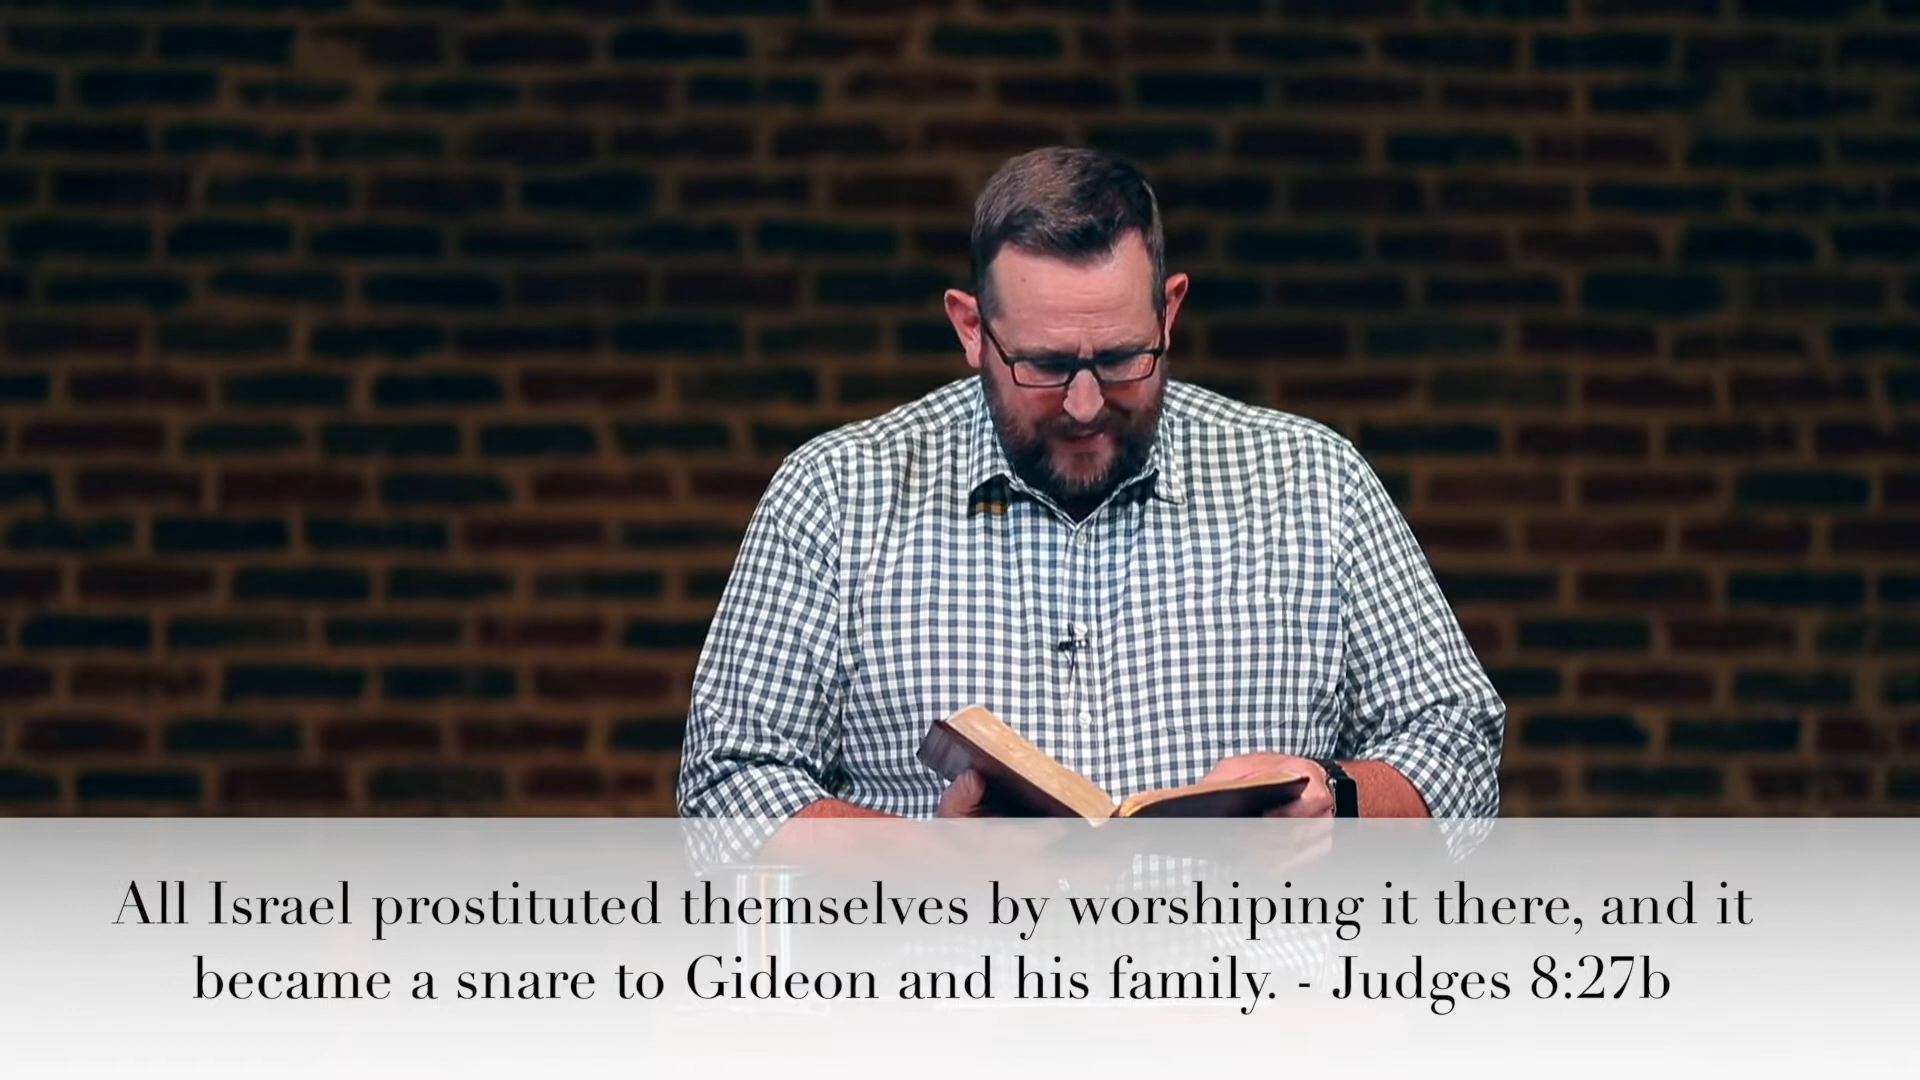 All Israel prostituted themselves by worshiping it there, and it
became a snare to Gideon and his family. - Judges 8:27b